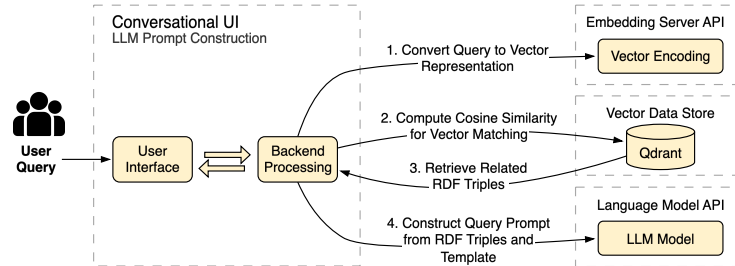 Conversational UI
LLM Prompt Construction
User
Query
User
Interface
Backend
Processing
1. Convert Query to Vector
Representation
2. Compute Cosine Similarity
for Vector Matching
3. Retrieve Related
RDF Triples
4. Construct Query Prompt
from RDF Triples and
Template
Embedding Server API
Vector Encoding
Vector Data Store
Qdrant
Language Model API
LLM Model